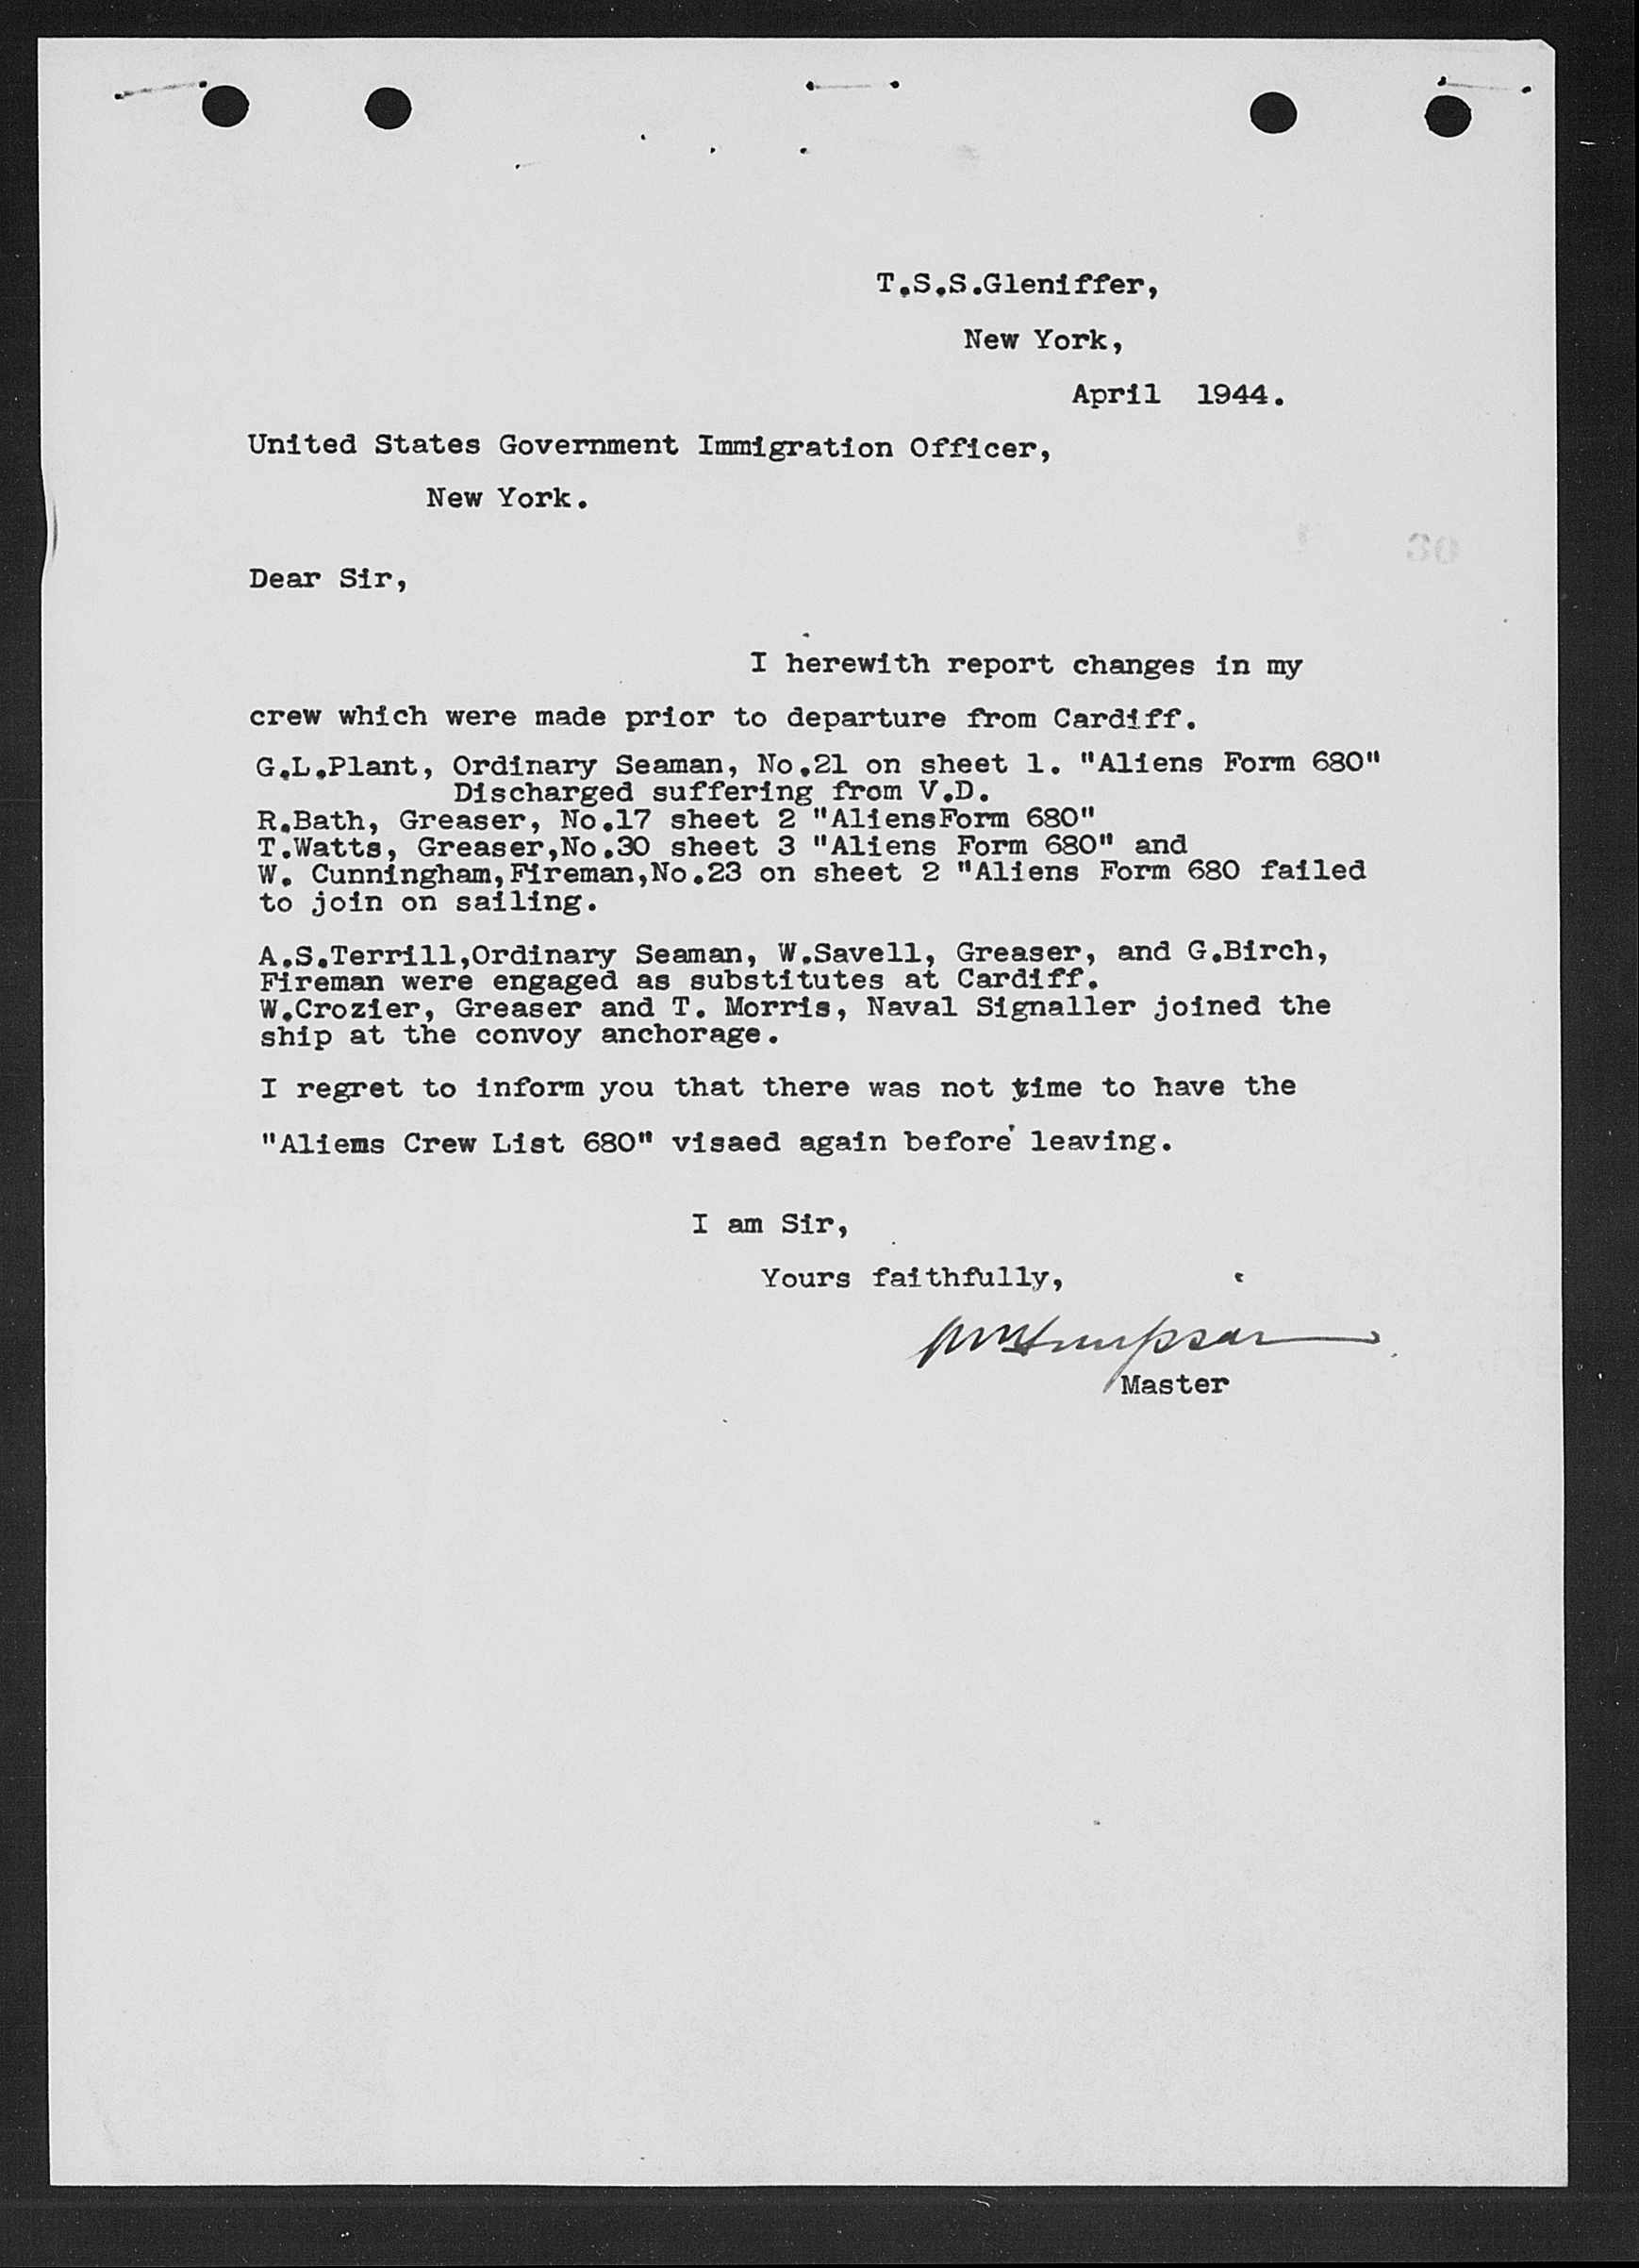 T.S.S.Gleniffer,
New York,
April 1944.
United States Government Immigration Officer,
New York.
Dear Sir,
I herewith report changes in my
crew which were made prior to departure from Cardiff.
G.L.Plant, Ordinary Seaman, No.21 on sheet 1. "Aliens Form 680"
Discharged suffering from V.D.
R.Bath, Greaser, No.17 sheet 2 "AliensForm 680"
T.Watts, Greaser,No.30 sheet 3 "Aliens Form 680" and
W. Cunningham,Fireman,No.23 on sheet 2 "Aliens Form 680 failed
to join on sailing.
A.S.Terrill,Ordinary Seaman, W.Savell, Greaser, and G.Birch,
Fireman were engaged as substitutes at Cardiff.
W.Crozier, Greaser and T. Morris, Naval Signaller joined the
ship at the convoy anchorage.
I regret to inform you that there was not time to have the
"Aliems Crew List 680" visaed again before leaving.
I am Sir,
Yours faithfully,
Master